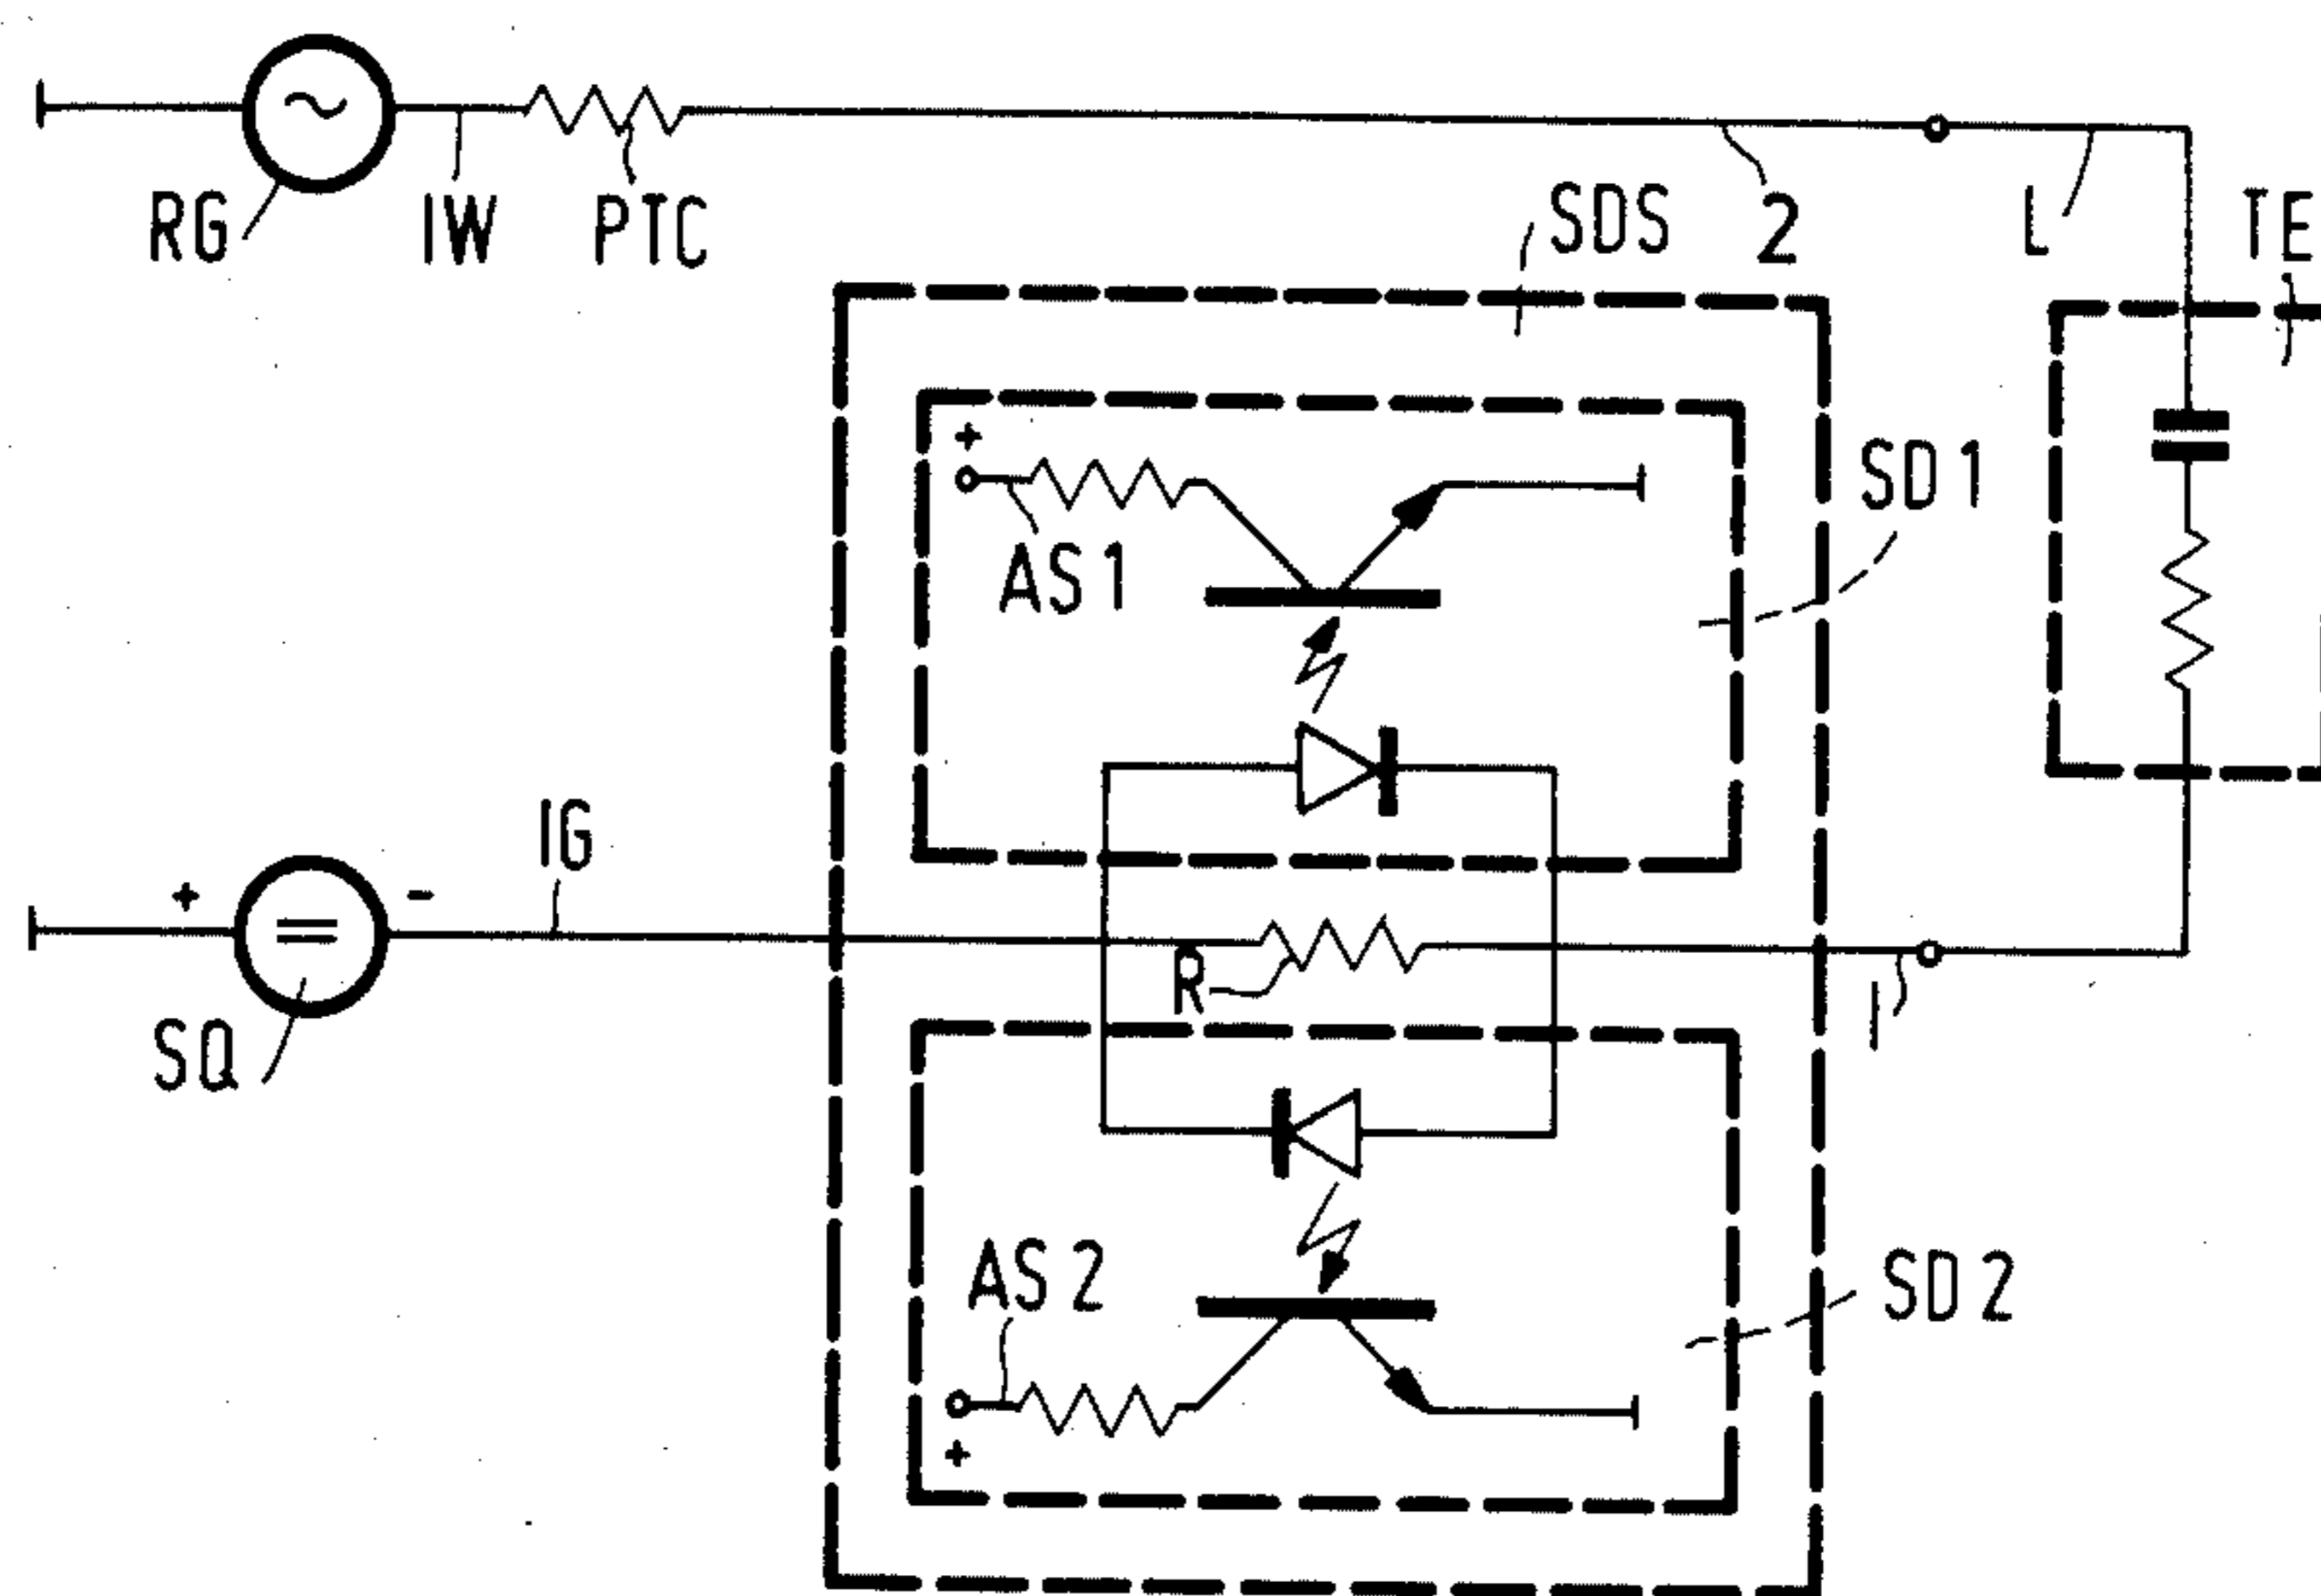 RG
IW
PTC
SDS
2
L
TE
+
AS1
SD1
IG
+
-
=
R
1
SQ
AS2
SD2
+